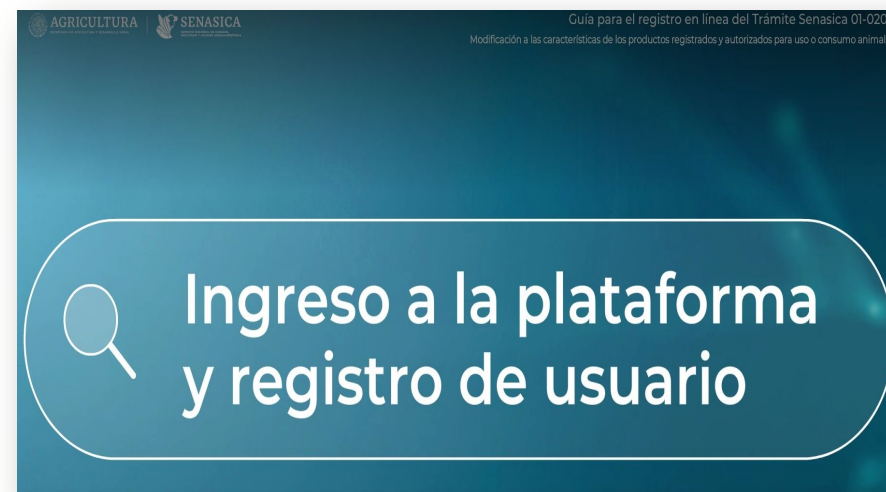 AGRICULTURA
SENASICA
Guía para el registro en línea del Trámite Senasica 01-020
Modificación a las características de los productos registrados y autorizados para uso o consumo animal
Ingreso a la plataforma
y registro de usuario